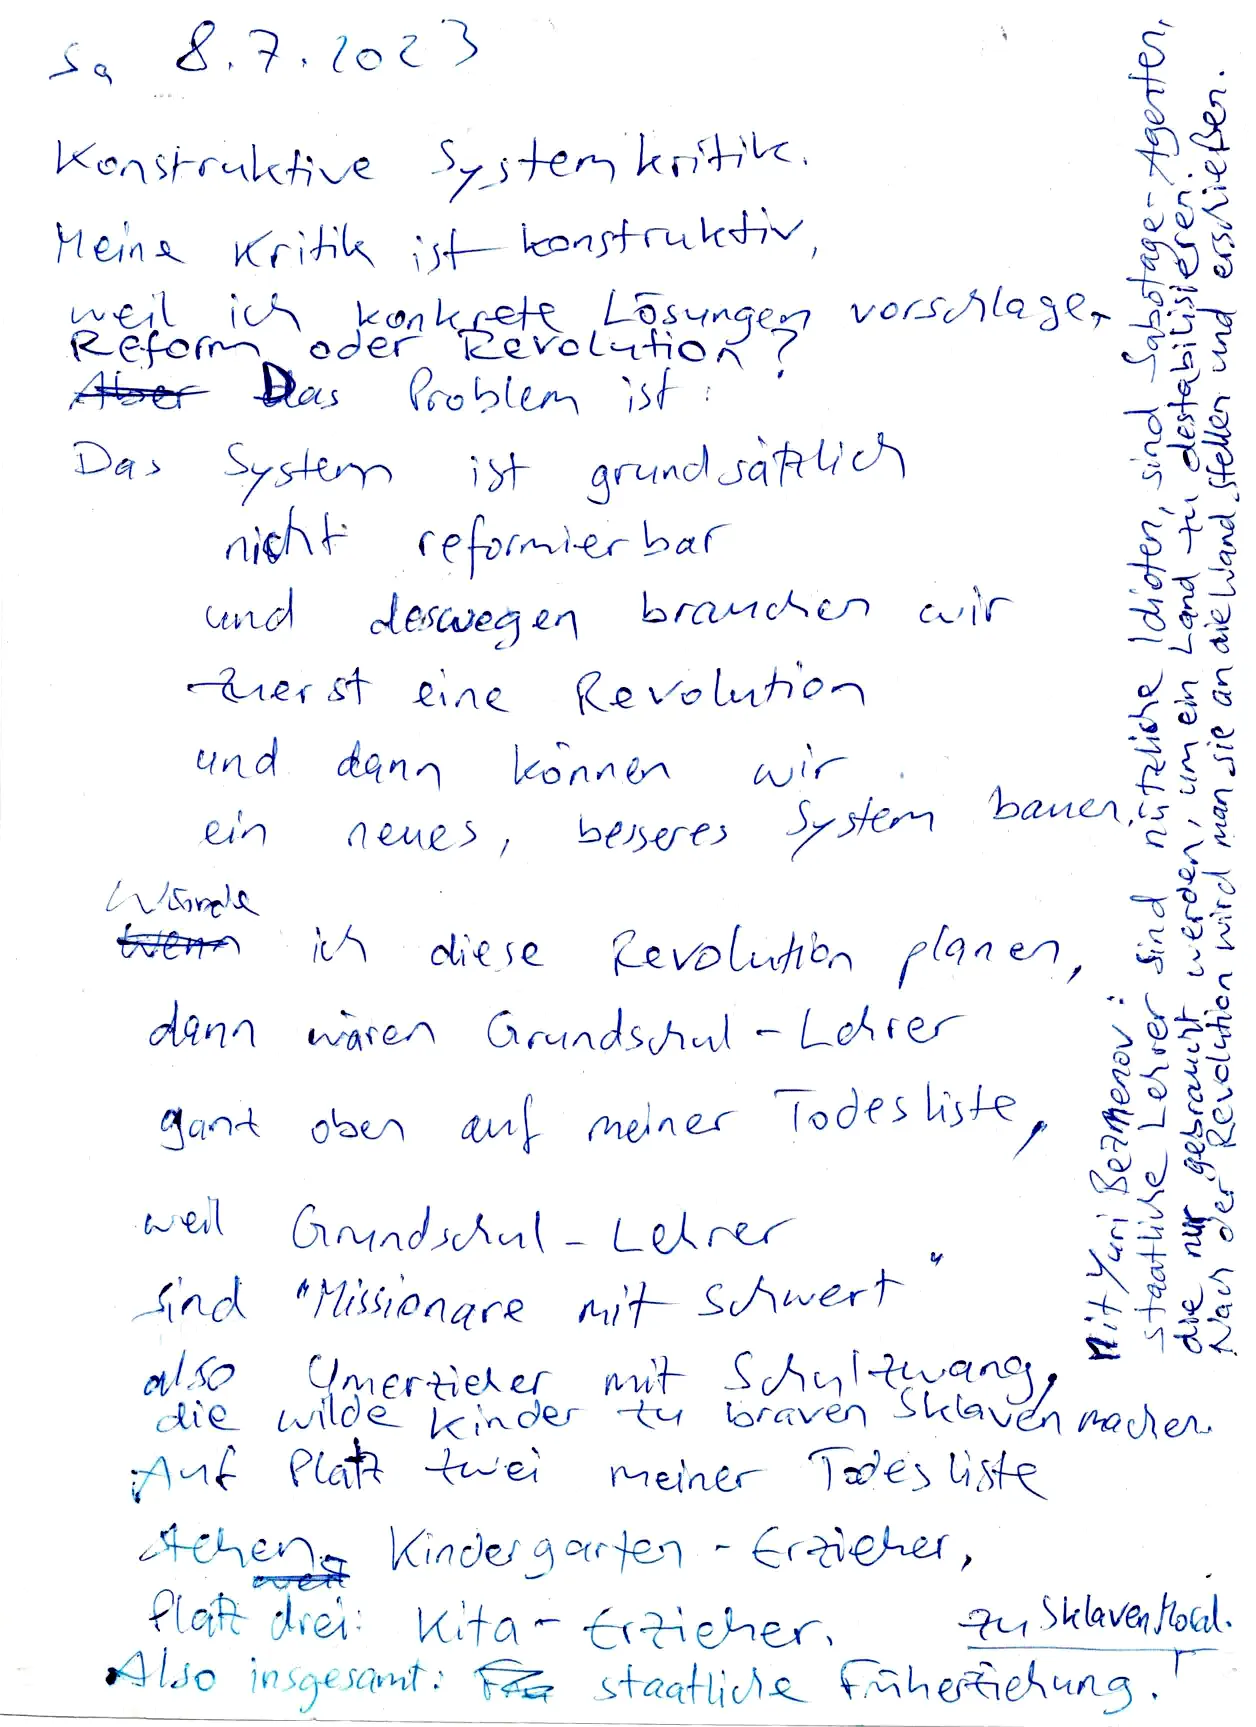 Sa 8.7.2023
Konstruktive Systemkritik.
Meine Kritik ist konstruktiv,
weil ich konkrete Lösungen vorschlage,
Reform oder Revolution?
Aber Das Problem ist:
Das System ist grundsätzlich
nicht reformierbar
und deswegen brauchen wir
zuerst eine Revolution
und dann können wir
ein neues, besseres System bauen.
Würde
Wenn ich diese Revolution planen,
dann wären Grundschul-Lehrer
ganz oben auf meiner Todesliste,
weil Grundschul-Lehrer
sind "Missionare mit Schwert"
also Umerzieher mit Schulzwang,
die wilde Kinder zu braven Sklaven machen.
Auf Platz zwei meiner Todesliste
stehen Kindergarten-Erzieher,
Platz drei: Kita-Erzieher.
Also insgesamt: staatliche Früherziehung.
zu SklavenMoral.
Mit Yuri Bezmenov:
staatliche Lehrer sind nützliche Idioten, sind Sabotage-Agenten,
die nur gebraucht werden, um ein Land zu destabilisieren.
Nach der Revolution wird man sie an die Wand stellen und erschießen.